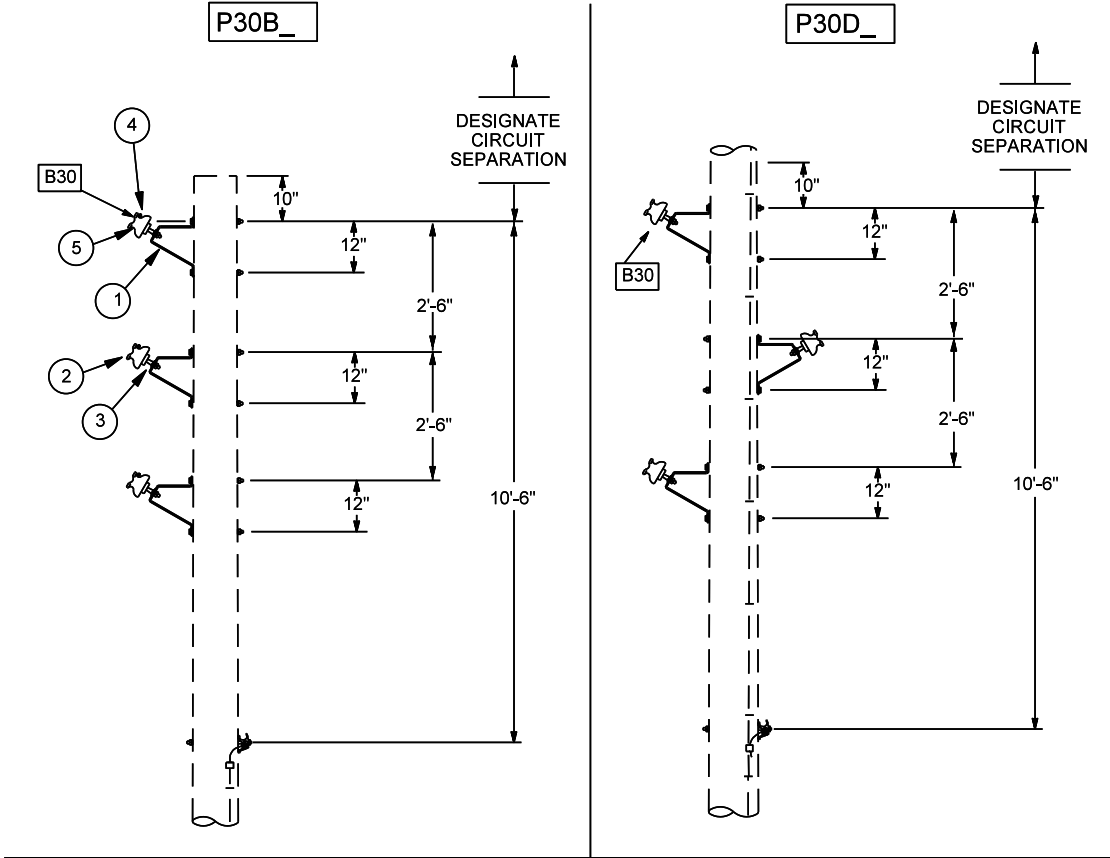 P30B_
P30D_
DESIGNATE
CIRCUIT
SEPARATION
4
B30
10"
5
12"
1
2'-6"
2
12"
3
2'-6"
10'-6"
12"
DESIGNATE
CIRCUIT
SEPARATION
10"
12"
B30
2'-6"
12"
2'-6"
10'-6"
12"